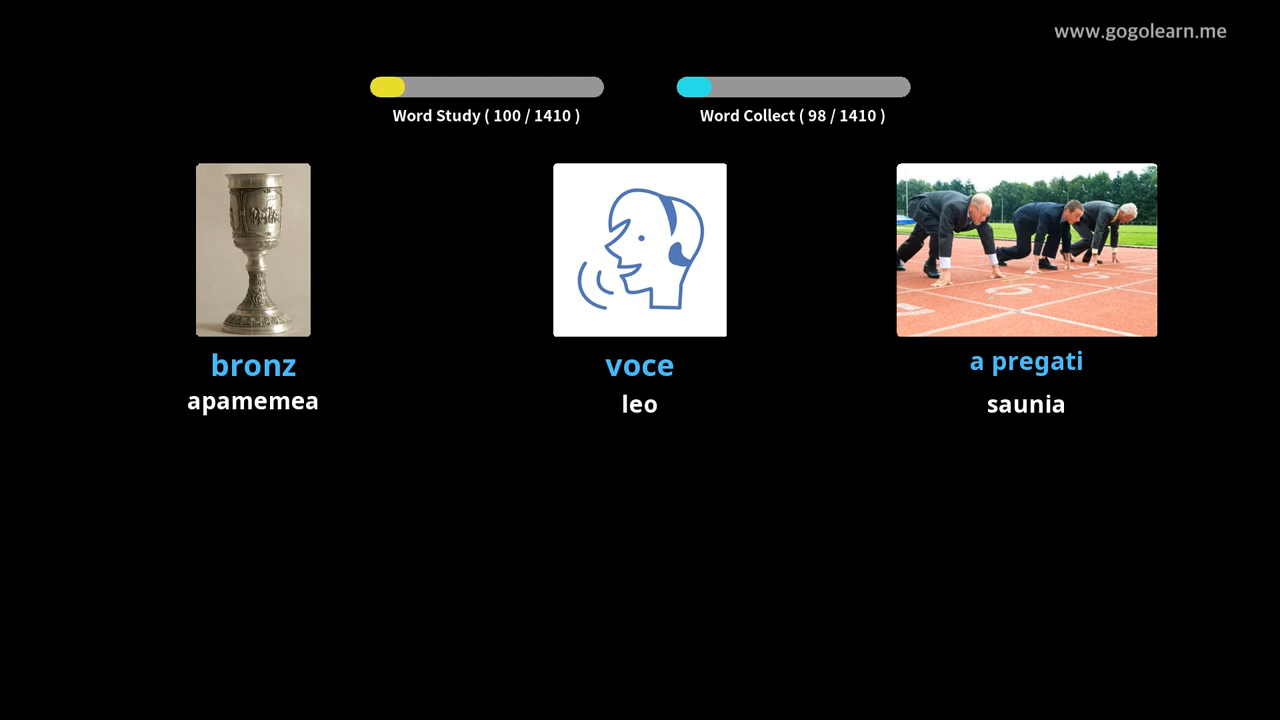 www.gogolearn.me
Word Study ( 100 / 1410 )
Word Collect ( 98 / 1410 )
bronz
apamemea
voce
leo
a pregati
saunia